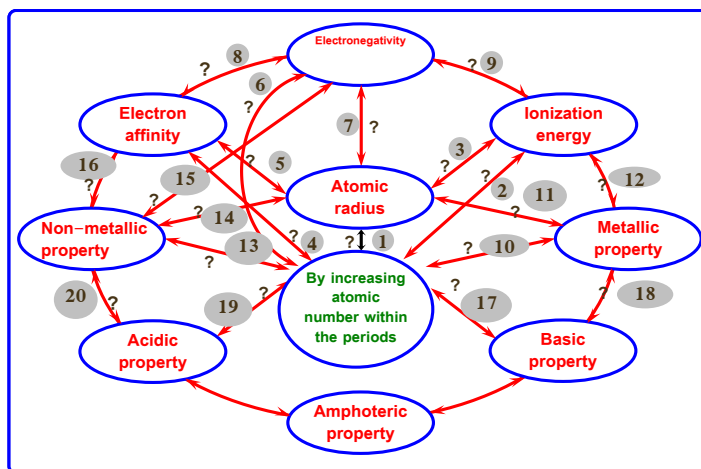 Electronegativity
? 8
6
? 9
?
Electron
affinity
7 ?
Ionization
energy
16
?
15
?
5
3
?
2
?
11
12
?
Atomic
radius
?
14
?
Non-metallic
property
13
?
?
4
?
1
10
?
Metallic
property
20
?
19
?
By increasing
atomic
number within
the periods
?
17
18
?
Acidic
property
Basic
property
Amphoteric
property